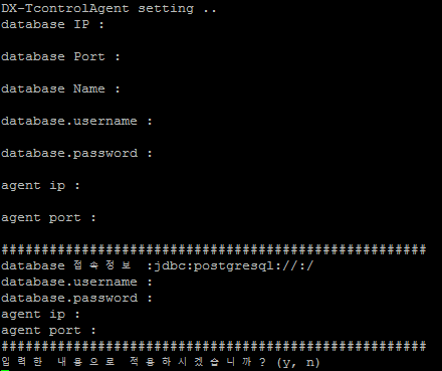 DX-TcontrolAgent setting ..
database IP :
database Port :
database Name :
database.username :
database.password :
agent ip :
agent port :
#####################################################
database 접속정보 :jdbc:postgresql://:/
database.username :
database.password :
agent ip :
agent port :
#####################################################
입력한 내용으로 적용하시겠습니까? (y, n)